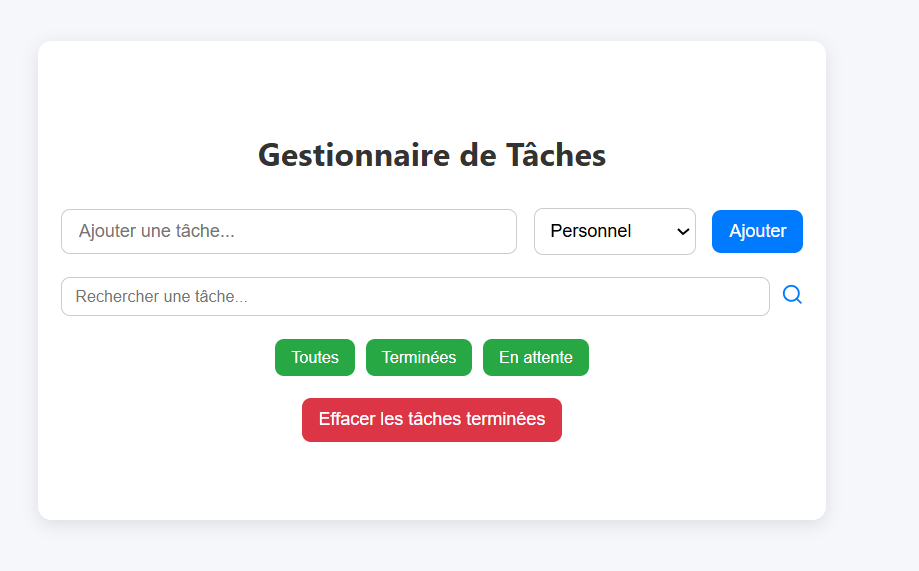 Gestionnaire de Tâches
Ajouter une tâche... Personnel Ajouter
Rechercher une tâche...
Toutes Terminées En attente
Effacer les tâches terminées